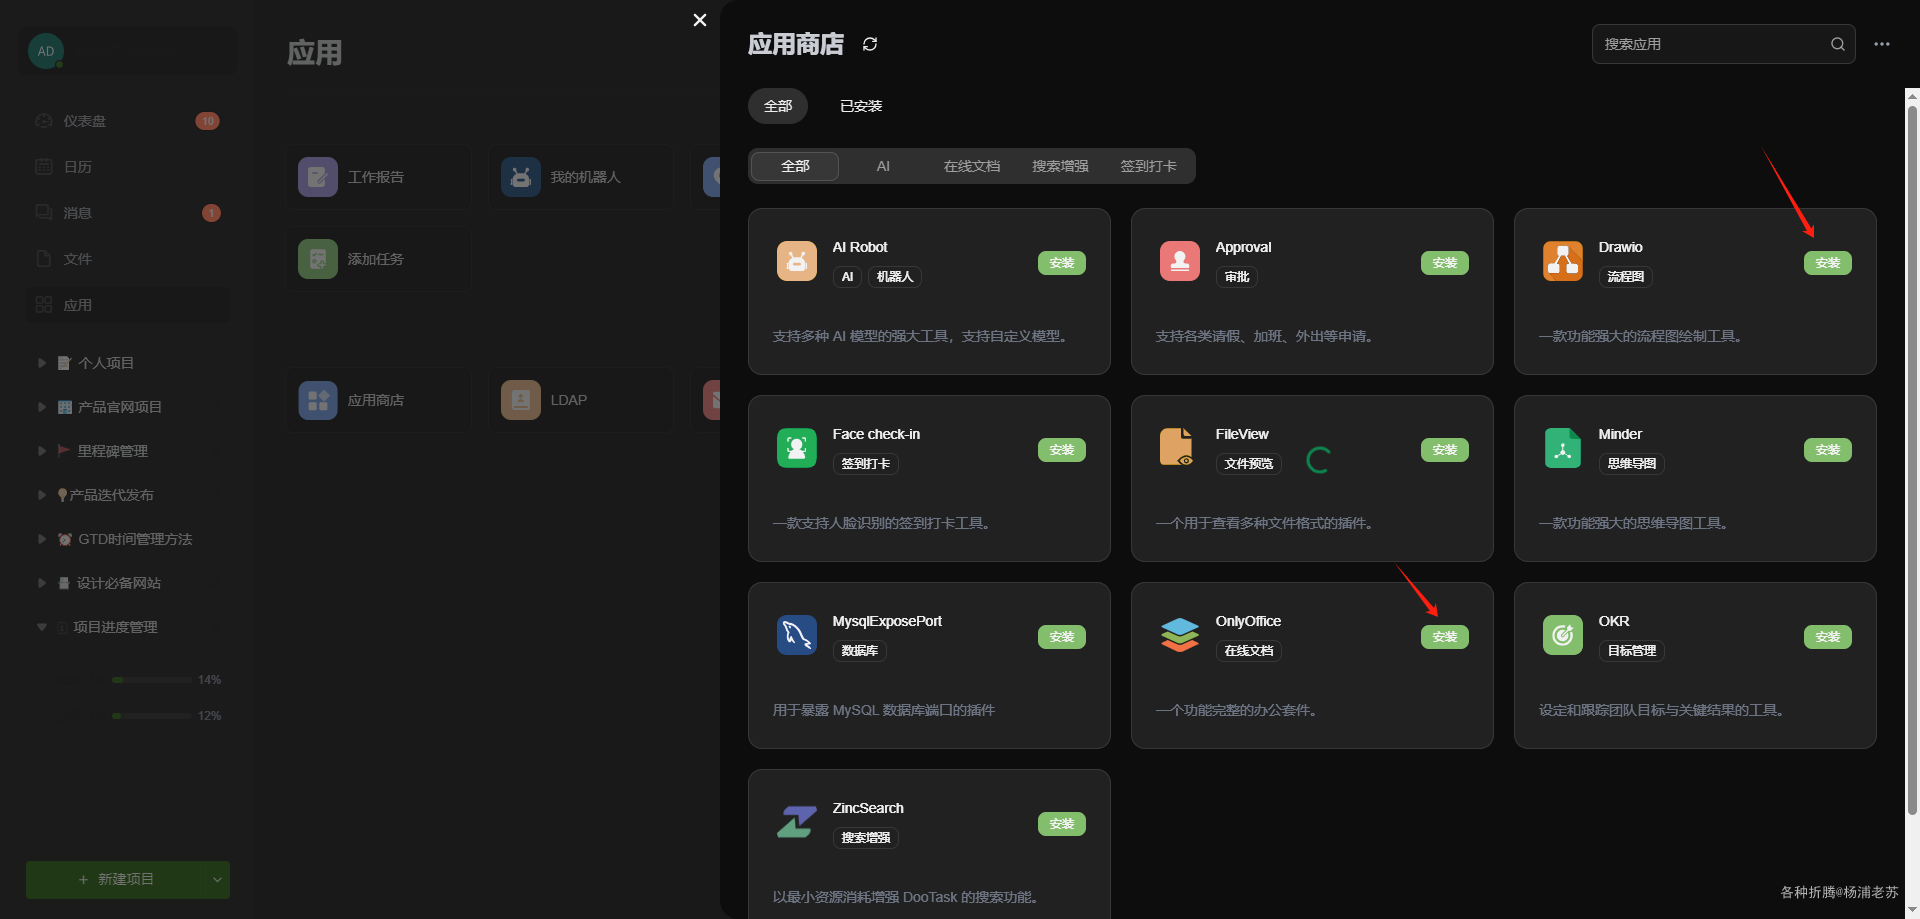 AD
仪表盘
10
日历
消息
1
文件
应用
个人项目
产品官网项目
里程碑管理
产品迭代发布
GTD时间管理方法
设计必备网站
项目进度管理
14%
12%
+ 新建项目
应用
工作报告
我的机器人
添加任务
应用商店
LDAP
应用商店
搜索应用
全部
已安装
全部
AI
在线文档
搜索增强
签到打卡
AI Robot
AI
机器人
安装
支持多种 AI 模型的强大工具，支持自定义模型。
Approval
审批
安装
支持各类请假、加班、外出等申请。
Drawio
流程图
安装
一款功能强大的流程图绘制工具。
Face check-in
签到打卡
安装
一款支持人脸识别的签到打卡工具。
FileView
文件预览
安装
一个用于查看多种文件格式的插件。
Minder
思维导图
安装
一款功能强大的思维导图工具。
MysqlExposePort
数据库
安装
用于暴露 MySQL 数据库端口的插件
OnlyOffice
在线文档
安装
一个功能完整的办公套件。
OKR
目标管理
安装
设定和跟踪团队目标与关键结果的工具。
ZincSearch
搜索增强
安装
以最小资源消耗增强 DooTask 的搜索功能。
各种折腾@杨浦老苏